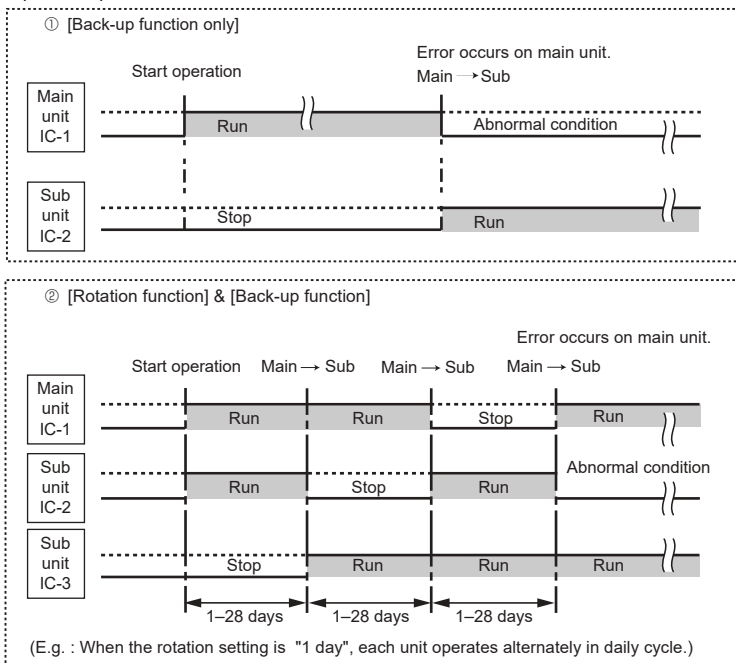 ① [Back-up function only]
Error occurs on main unit.
Start operation
Main → Sub
Main
unit
IC-1
Run
Abnormal condition
Sub
unit
IC-2
Stop
Run
② [Rotation function] & [Back-up function]
Error occurs on main unit.
Start operation Main → Sub Main → Sub Main → Sub
Main
unit
IC-1
Run Run Stop Run
Sub
unit
IC-2
Run Stop Run Abnormal condition
Sub
unit
IC-3
Stop Run Run Run
1–28 days 1–28 days 1–28 days
(E.g. : When the rotation setting is "1 day", each unit operates alternately in daily cycle.)